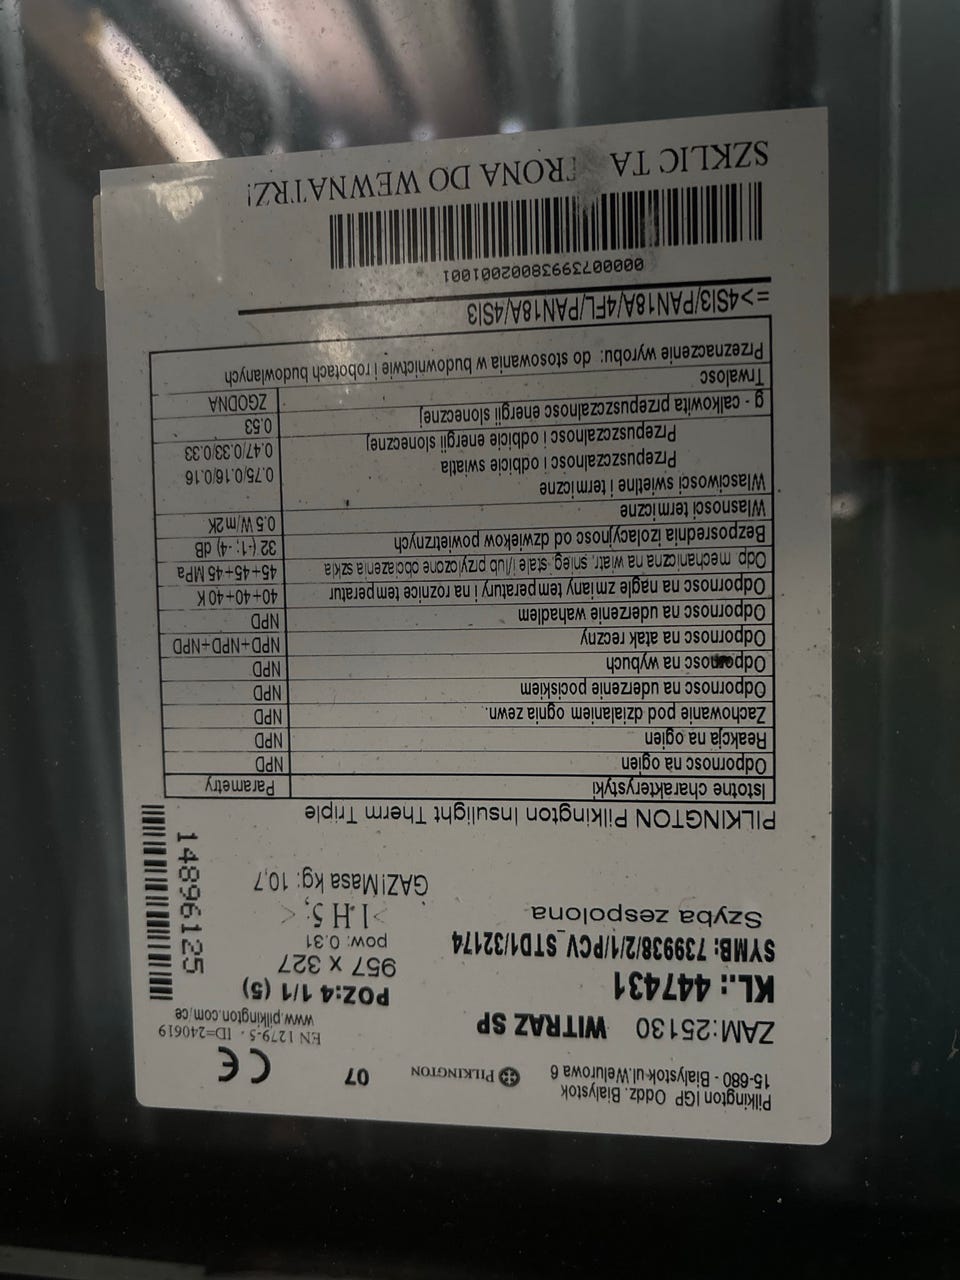 Pilkington IGP Oddz. Bialystok
15-680 - Bialystok-ul.Welurowa 6
PILKINGTON
07
CE
EN 1279-5 - ID=240619
www.pilkington.com/ce
ZAM:25130 WITRAZ SP
KL.: 447431
POZ:4 1/1 (5)
957 x 327
SYMB: 739938/2/1/PCV_STD1/32174
pow: 0.31
Szyba zespolona
>I-H 5; <
GAZ!Masa kg: 10,7
14896125
PILKINGTON Pilkington Insulight Therm Triple
Istotne charakterystyki Parametry
Odpornosc na ogien NPD
Reakcja na ogien NPD
Zachowanie pod dzialaniem ognia zewn. NPD
Odpornosc na uderzenie pociskiem NPD
Odpornosc na wybuch NPD
Odpornosc na atak reczny NPD+NPD+NPD
Odpornosc na uderzenie wahadlem NPD
Odpornosc na nagle zmiany temperatury i na roznice temperatur 40+40+40 K
Odp. mechaniczna na wiatr, snieg, stale i/lub przylozone obciazenia szkla 45+45+45 MPa
Bezposrednia izolacyjnosc od dzwiekow powietrznych 32 (-1; -4) dB
Wlasnosci termiczne 0.5 W/m2K
Wlasciwosci swietlne i termiczne
Przepuszczalnosc i odbicie swiatla 0.75/0.16/0.16
Przepuszczalnosc i odbicie energii slonecznej 0.47/0.33/0.33
g - calkowita przepuszczalnosc energii slonecznej 0.53
Trwalosc ZGODNA
Przeznaczenie wyrobu: do stosowania w budownictwie i robotach budowlanych
=>4SI3/PAN18A/4FL/PAN18A/4SI3
00000739938002001001
SZKLIC TA TRONA DO WEWNATRZ!